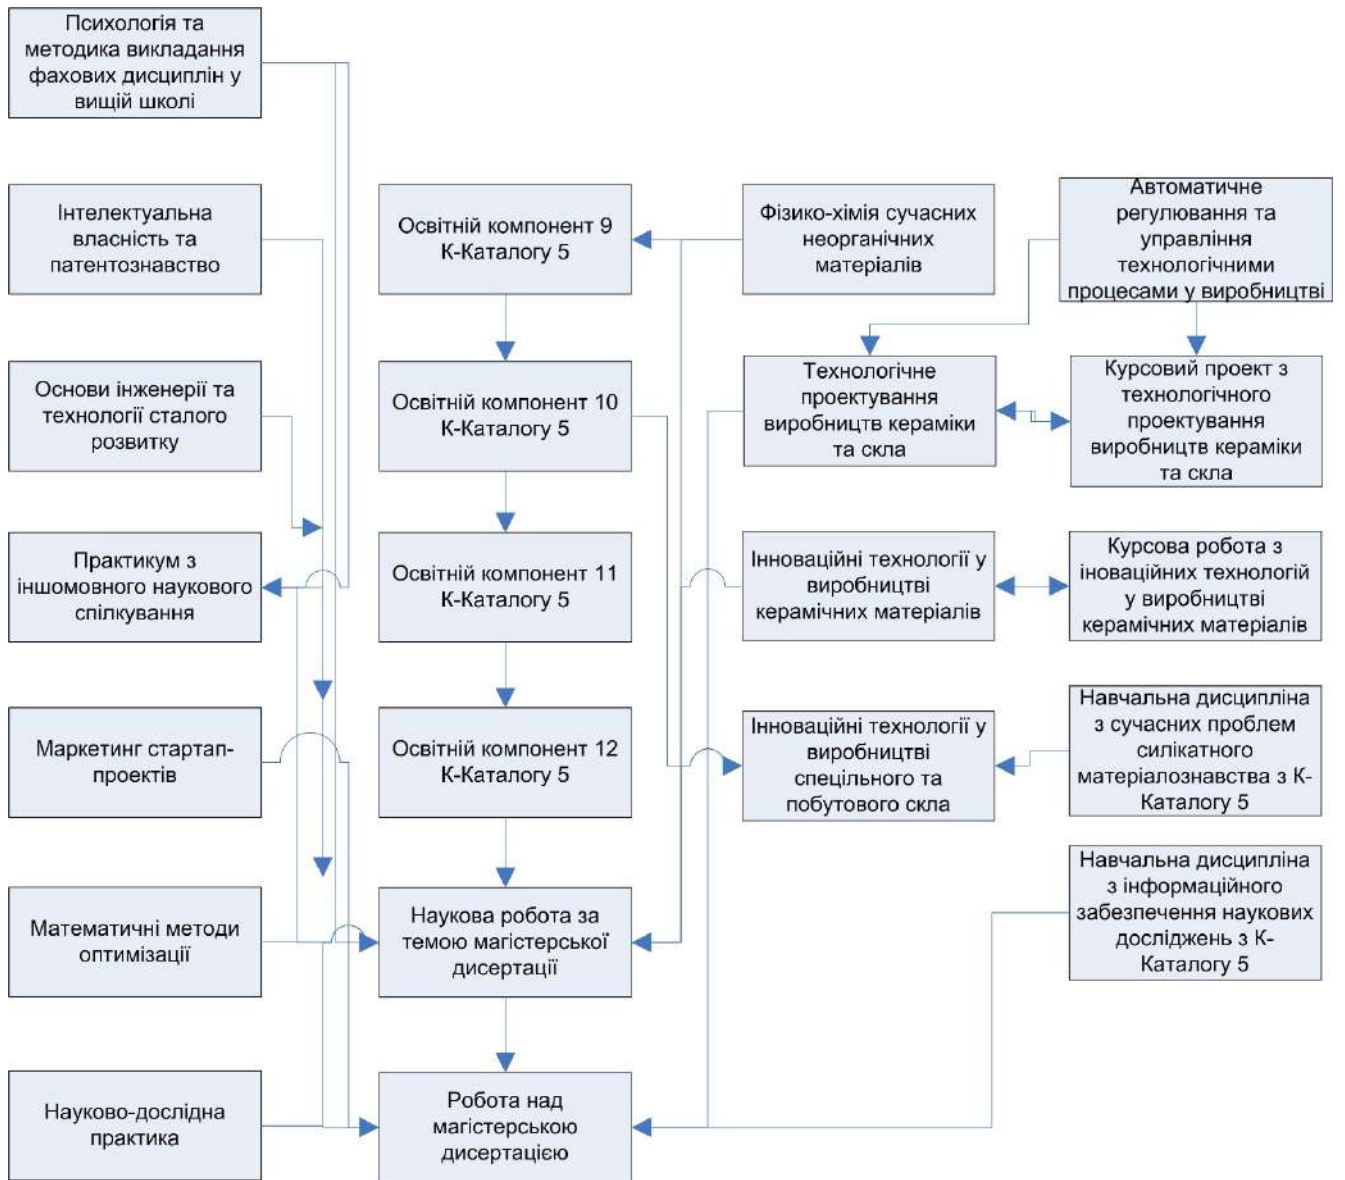 Психологія та
методика викладання
фахових дисциплін у
вищій школі
Інтелектуальна
власність та
патентознавство
Освітній компонент 9
К-Каталогу 5
Фізико-хімія сучасних
неорганічних
матеріалів
Автоматичне
регулювання та
управління
технологічними
процесами у виробництві
Основи інженерії та
технології сталого
розвитку
Освітній компонент 10
К-Каталогу 5
Технологічне
проектування
виробництв кераміки
та скла
Курсовий проект з
технологічного
проектування
виробництв кераміки
та скла
Практикум з
іншомовного наукового
спілкування
Освітній компонент 11
К-Каталогу 5
Інноваційні технології у
виробництві
керамічних матеріалів
Курсова робота з
іноваційних технологій
у виробництві
керамічних матеріалів
Маркетинг стартап-
проектів
Освітній компонент 12
К-Каталогу 5
Інноваційні технології у
виробництві
спецільного та
побутового скла
Навчальна дисципліна
з сучасних проблем
силікатного
матеріалознавства з К-
Каталогу 5
Математичні методи
оптимізації
Наукова робота за
темою магістерської
дисертації
Навчальна дисципліна
з інформаційного
забезпечення наукових
досліджень з К-
Каталогу 5
Науково-дослідна
практика
Робота над
магістерською
дисертацією